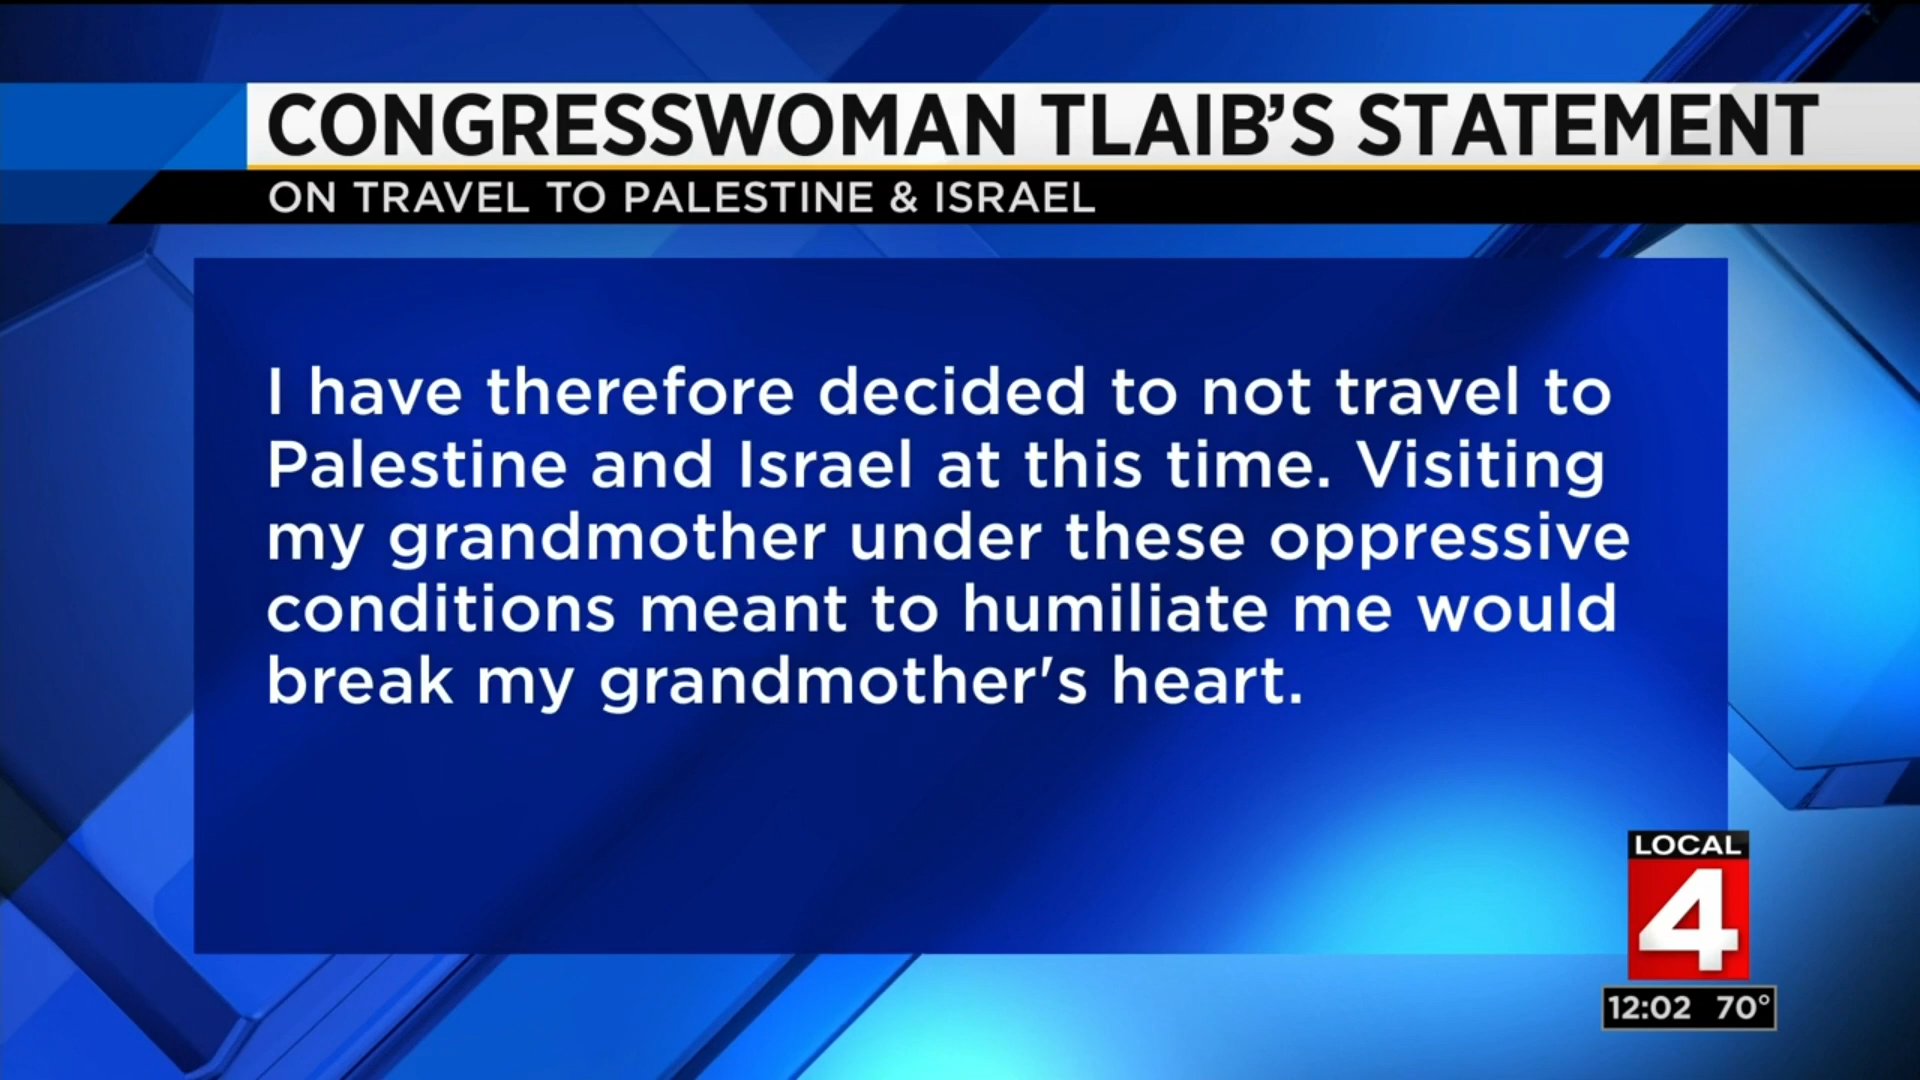 CONGRESSWOMAN TLAIB’S STATEMENT
ON TRAVEL TO PALESTINE & ISRAEL
I have therefore decided to not travel to
Palestine and Israel at this time. Visiting
my grandmother under these oppressive
conditions meant to humiliate me would
break my grandmother's heart.
LOCAL
4
12:02 70°